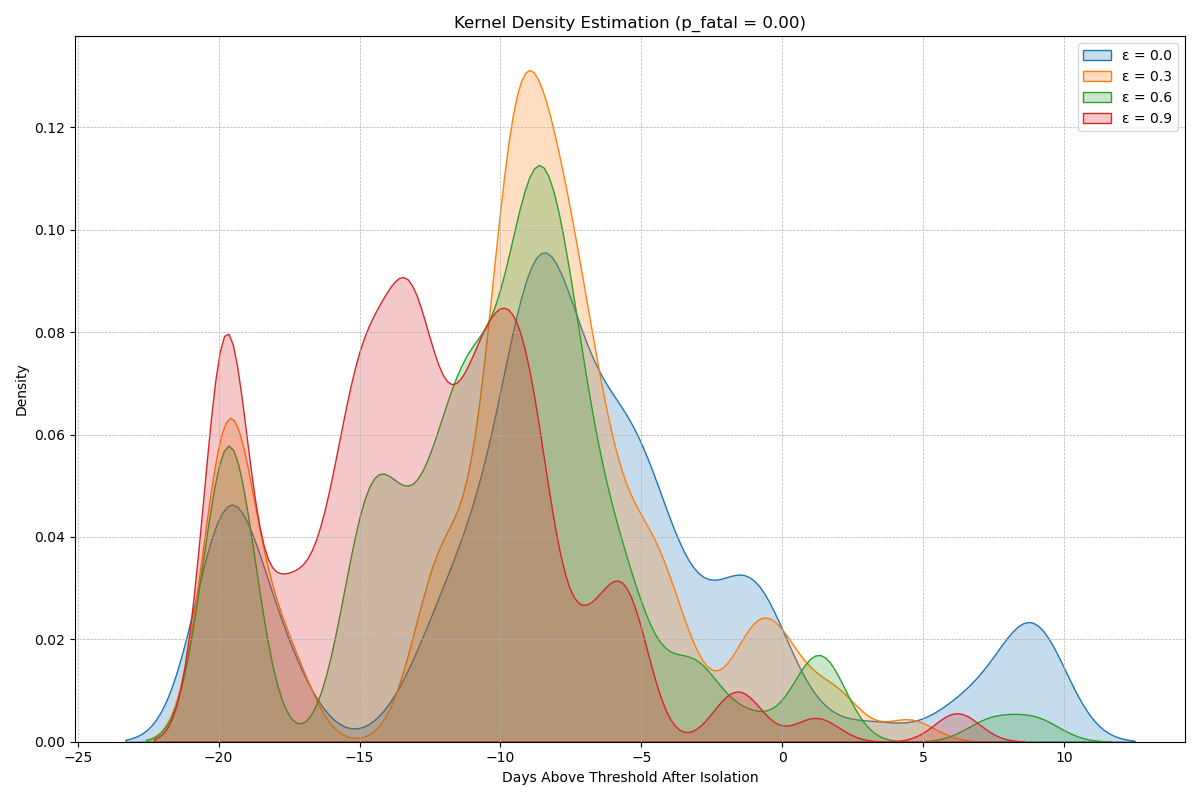 Kernel Density Estimation (p_fatal = 0.00)
ε = 0.0
ε = 0.3
ε = 0.6
ε = 0.9
Density
0.12
0.10
0.08
0.06
0.04
0.02
0.00
−25 −20 −15 −10 −5 0 5 10
Days Above Threshold After Isolation